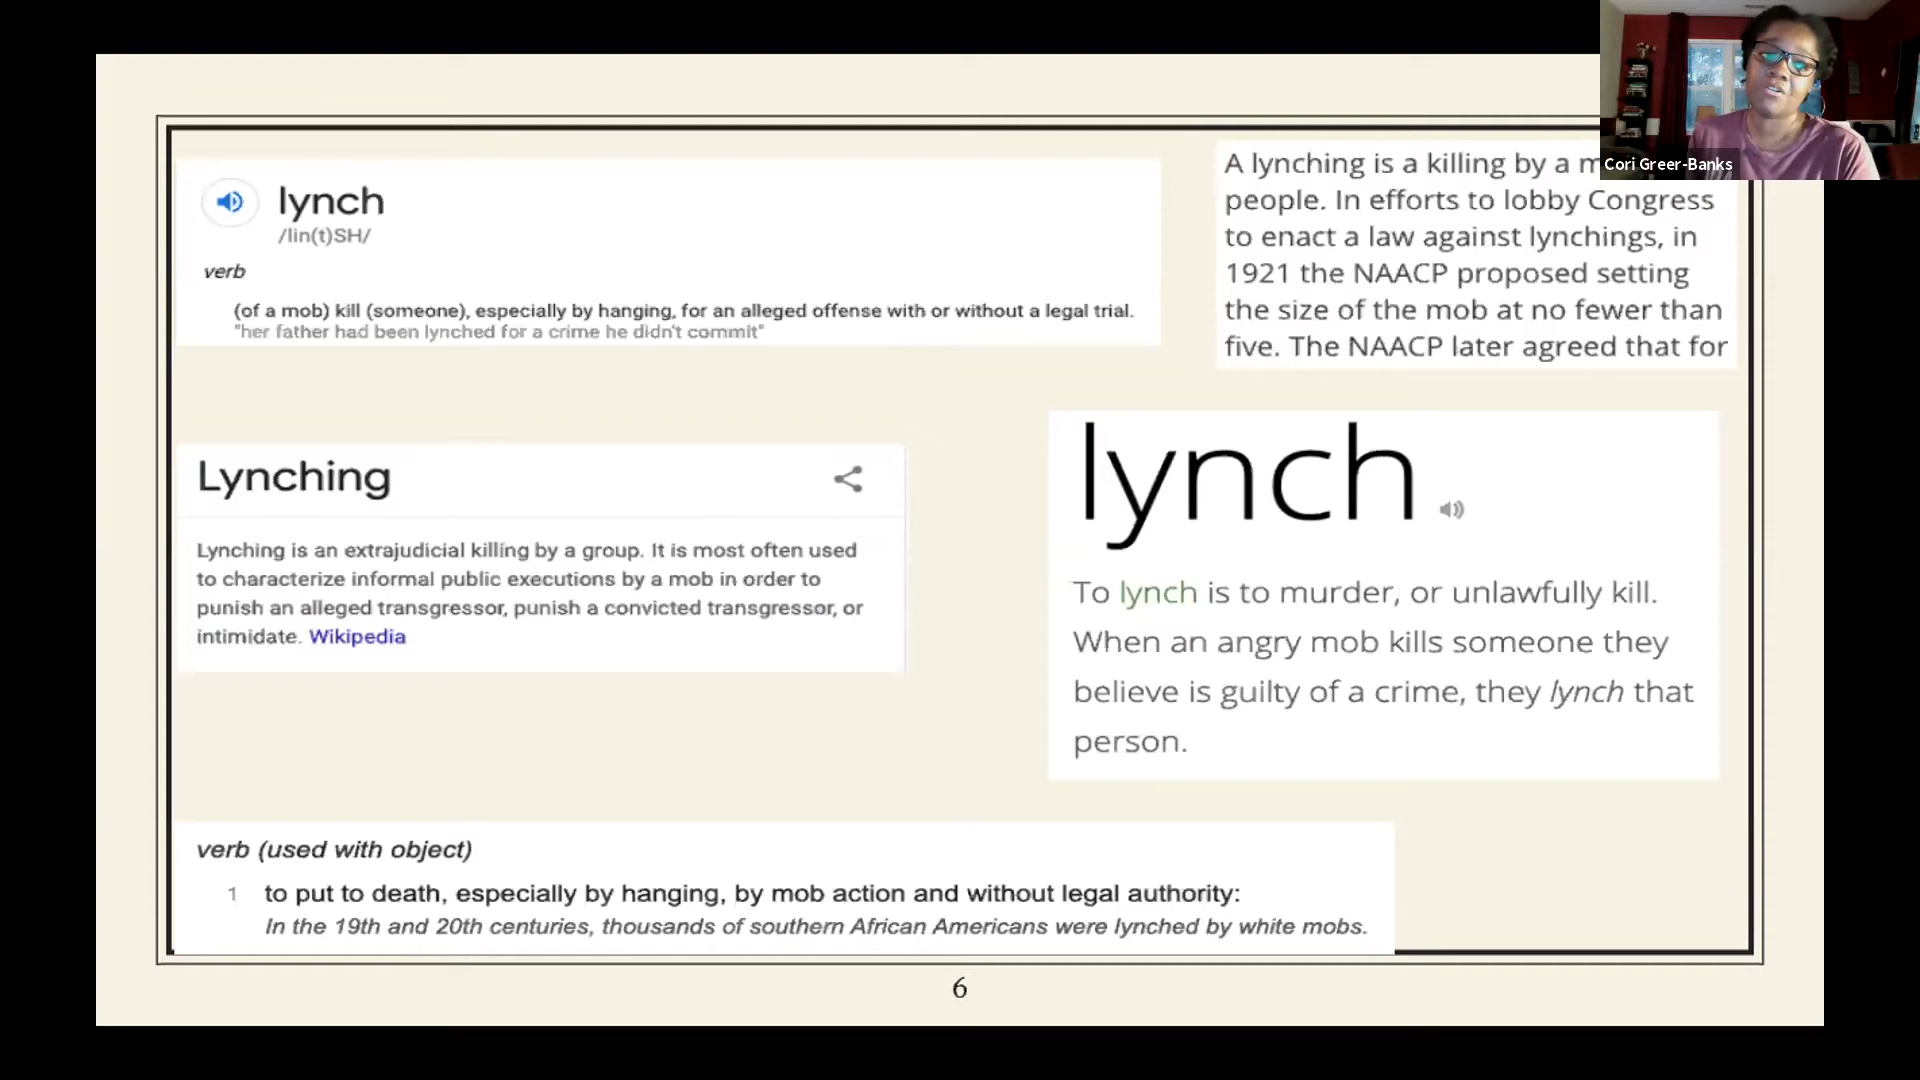 lynch
/lin(t)SH/
verb
(of a mob) kill (someone), especially by hanging, for an alleged offense with or without a legal trial.
"her father had been lynched for a crime he didn't commit"
A lynching is a killing by a
people. In efforts to lobby Congress
to enact a law against lynchings, in
1921 the NAACP proposed setting
the size of the mob at no fewer than
five. The NAACP later agreed that for
Cori Greer-Banks
Lynching
Lynching is an extrajudicial killing by a group. It is most often used
to characterize informal public executions by a mob in order to
punish an alleged transgressor, punish a convicted transgressor, or
intimidate. Wikipedia
lynch
To lynch is to murder, or unlawfully kill.
When an angry mob kills someone they
believe is guilty of a crime, they lynch that
person.
verb (used with object)
1 to put to death, especially by hanging, by mob action and without legal authority:
In the 19th and 20th centuries, thousands of southern African Americans were lynched by white mobs.
6